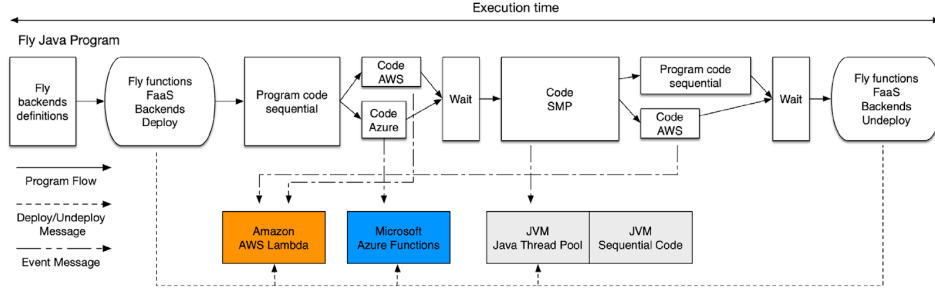 Execution time
Fly Java Program
Fly
backends
definitions
Fly functions
FaaS
Backends
Deploy
Program code
sequential
Code
AWS
Code
Azure
Wait
Code
SMP
Program code
sequential
Code
AWS
Wait
Fly functions
FaaS
Backends
Undeploy
Program Flow
Deploy/Undeploy
Message
Event Message
Amazon
AWS Lambda
Microsoft
Azure Functions
JVM
Java Thread Pool
JVM
Sequential Code